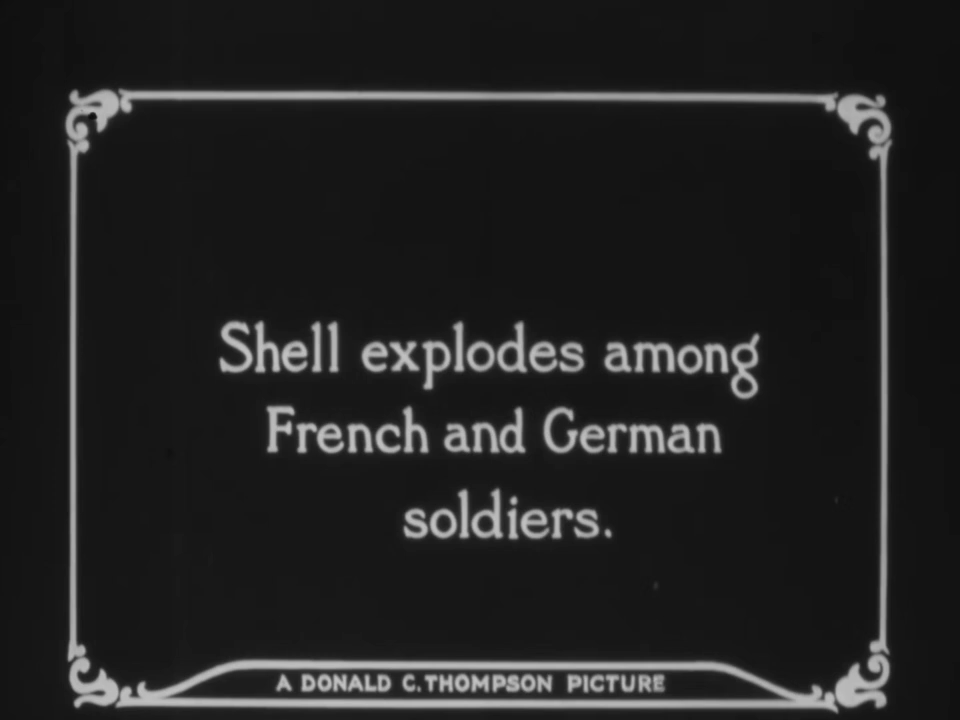 Shell explodes among
French and German
soldiers.
A DONALD C. THOMPSON PICTURE